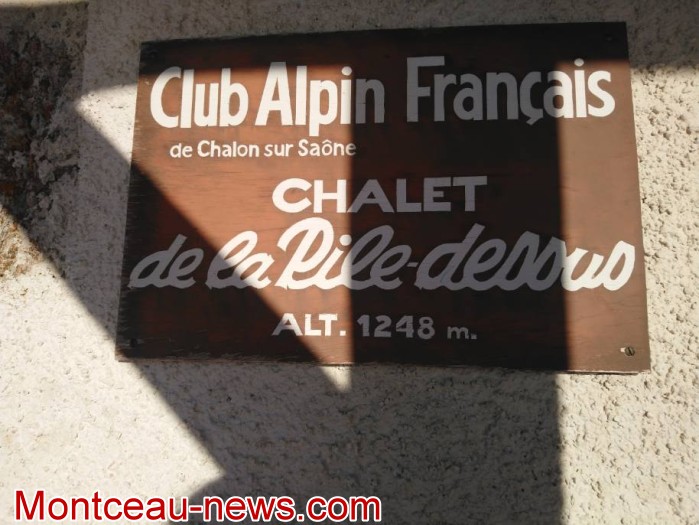 Club Alpin Français
de Chalon sur Saône
CHALET
de la Pile-dessus
ALT. 1248 m.
Montceau-news.com